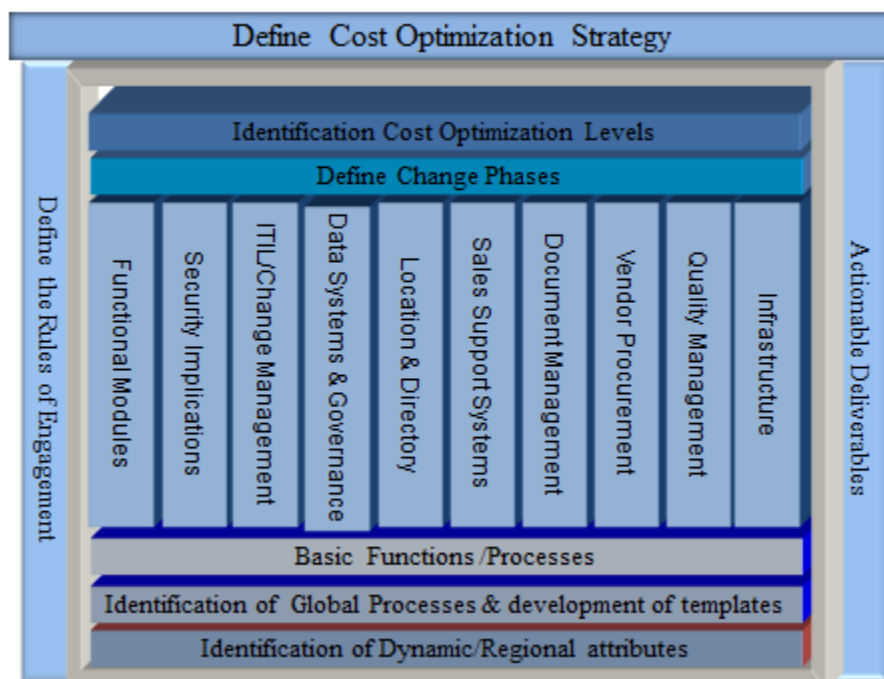 Define Cost Optimization Strategy
Define the Rules of Engagement
Identification Cost Optimization Levels
Define Change Phases
Functional Modules
Security Implications
ITIL/Change Management
Data Systems & Governance
Location & Directory
Sales Support Systems
Document Management
Vendor Procurement
Quality Management
Infrastructure
Basic Functions /Processes
Identification of Global Processes & development of templates
Identification of Dynamic/Regional attributes
Actionable Deliverables